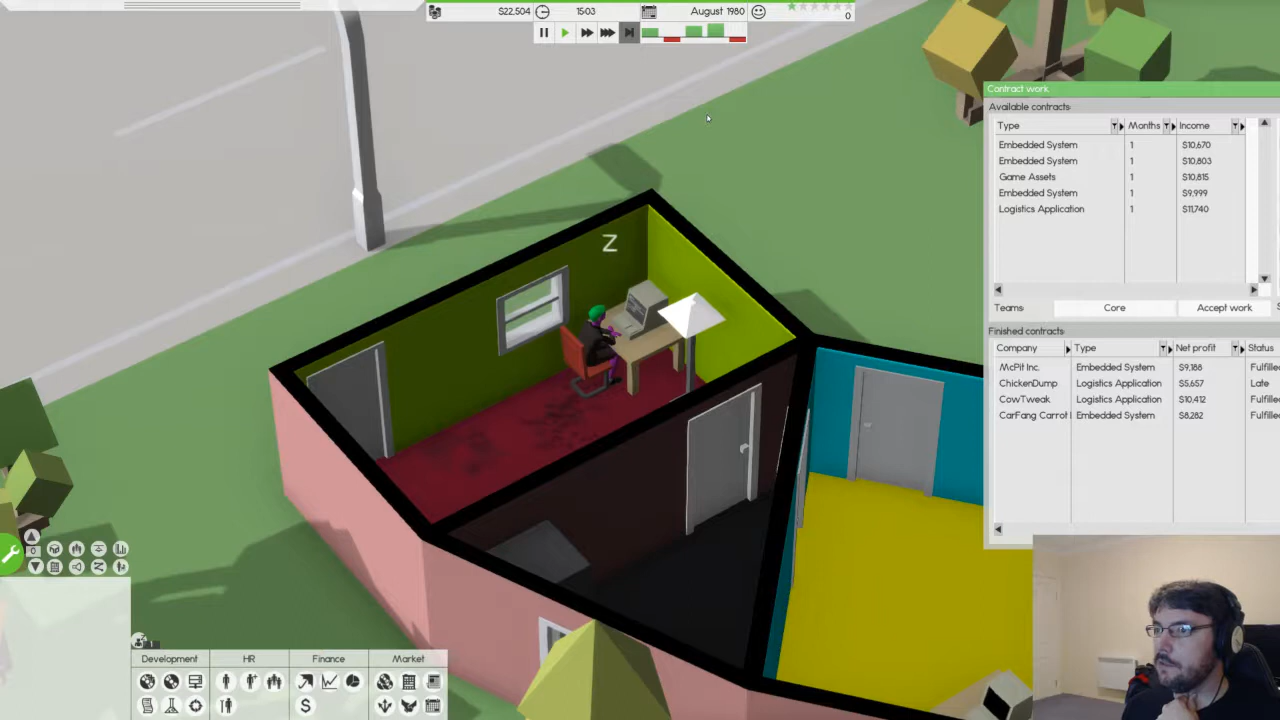 $22,504
15:03
August 1980
0
Contract work
Available contracts:
Type Months Income
Embedded System 1 $10,670
Embedded System 1 $10,803
Game Assets 1 $10,815
Embedded System 1 $9,999
Logistics Application 1 $11,740
Teams: Core Accept work
Finished contracts:
Company Type Net profit Status
McPit Inc. Embedded System $9,188 Fulfille
ChickenDump Logistics Application $5,657 Late
CowTweak Logistics Application $10,412 Fulfille
CarFang Carrot Embedded System $8,282 Fulfille
Z
0
1
Development HR Finance Market
$